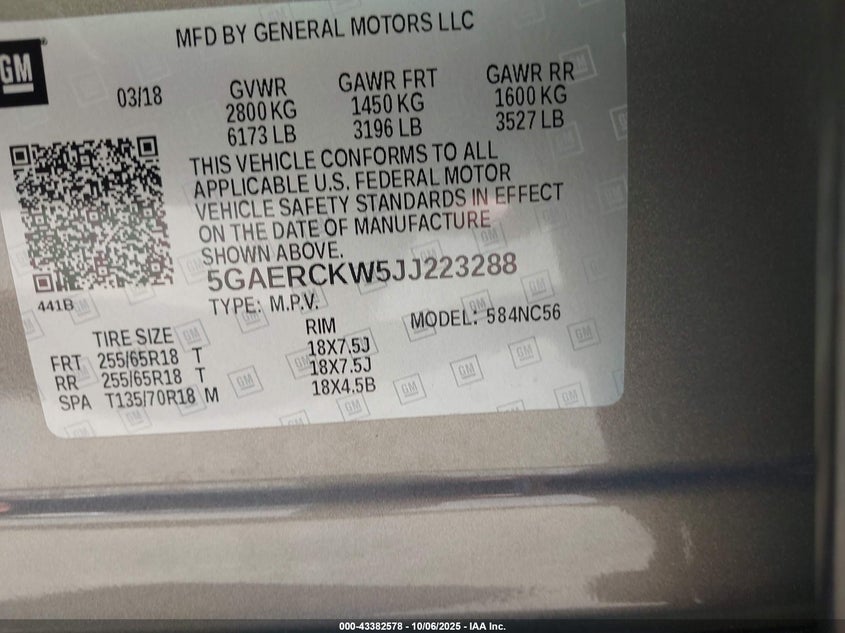 MFD BY GENERAL MOTORS LLC
GM
03/18
GVWR GAWR FRT GAWR RR
2800 KG 1450 KG 1600 KG
6173 LB 3196 LB 3527 LB
THIS VEHICLE CONFORMS TO ALL
APPLICABLE U.S. FEDERAL MOTOR
VEHICLE SAFETY STANDARDS IN EFFECT
ON THE DATE OF MANUFACTURE
SHOWN ABOVE.
5GAERCKW5JJ223288
441B
TYPE: M.P.V.
MODEL: 584NC56
TIRE SIZE RIM
FRT 255/65R18 T 18X7.5J
RR 255/65R18 T 18X7.5J
SPA T135/70R18 M 18X4.5B
000-43382578 - 10/06/2025 - IAA Inc.